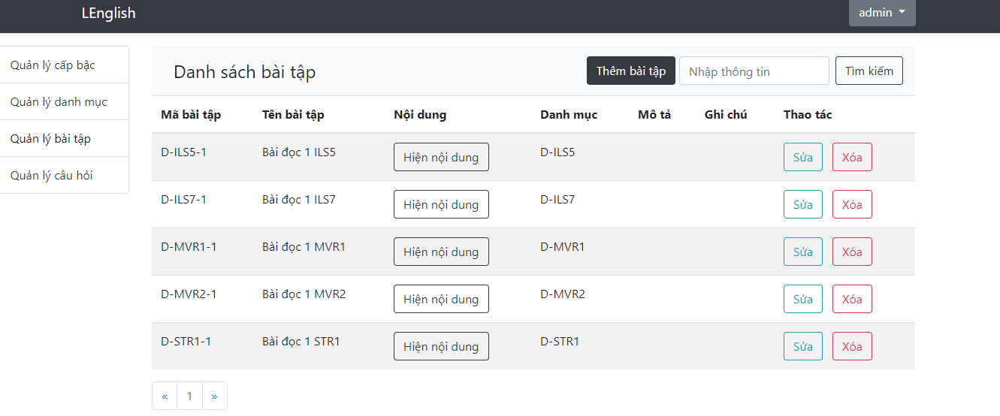 LEnglish admin
Quản lý cấp bậc
Quản lý danh mục
Quản lý bài tập
Quản lý câu hỏi
Danh sách bài tập Thêm bài tập Nhập thông tin Tìm kiếm
Mã bài tập Tên bài tập Nội dung Danh mục Mô tả Ghi chú Thao tác
D-ILS5-1 Bài đọc 1 ILS5 Hiện nội dung D-ILS5 Sửa Xóa
D-ILS7-1 Bài đọc 1 ILS7 Hiện nội dung D-ILS7 Sửa Xóa
D-MVR1-1 Bài đọc 1 MVR1 Hiện nội dung D-MVR1 Sửa Xóa
D-MVR2-1 Bài đọc 1 MVR2 Hiện nội dung D-MVR2 Sửa Xóa
D-STR1-1 Bài đọc 1 STR1 Hiện nội dung D-STR1 Sửa Xóa
« 1 »